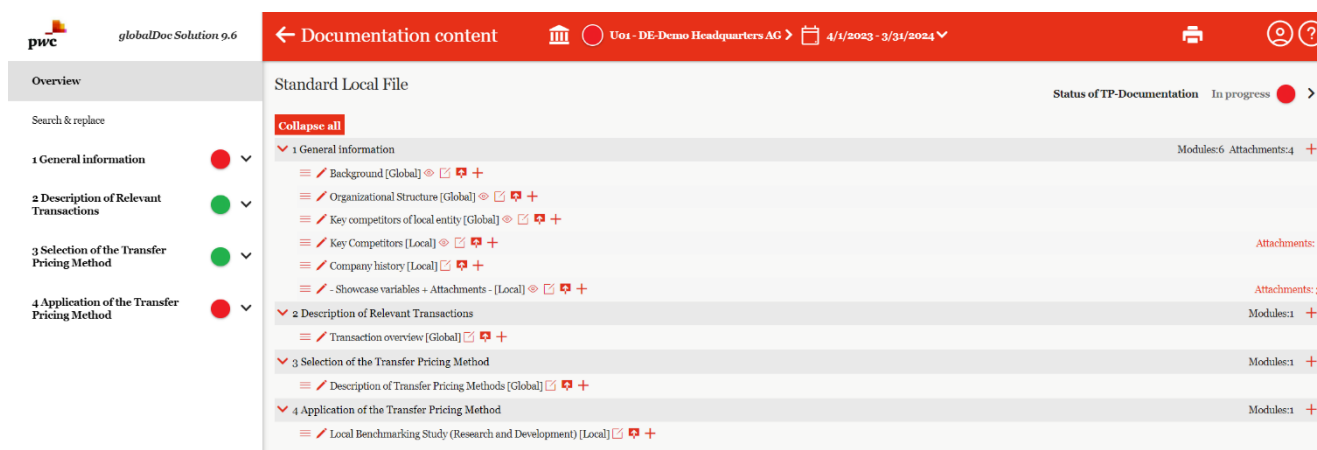 pwc
globalDoc Solution 9.6
Documentation content
U01 - DE-Demo Headquarters AG
4/1/2023 - 3/31/2024
Overview
Search & replace
1 General information
2 Description of Relevant
Transactions
3 Selection of the Transfer
Pricing Method
4 Application of the Transfer
Pricing Method
Standard Local File
Status of TP-Documentation In progress
Collapse all
1 General information Modules:6 Attachments:4
Background [Global]
Organizational Structure [Global]
Key competitors of local entity [Global]
Key Competitors [Local] Attachments:
Company history [Local]
- Showcase variables + Attachments - [Local] Attachments:
2 Description of Relevant Transactions Modules:1
Transaction overview [Global]
3 Selection of the Transfer Pricing Method Modules:1
Description of Transfer Pricing Methods [Global]
4 Application of the Transfer Pricing Method Modules:1
Local Benchmarking Study (Research and Development) [Local]